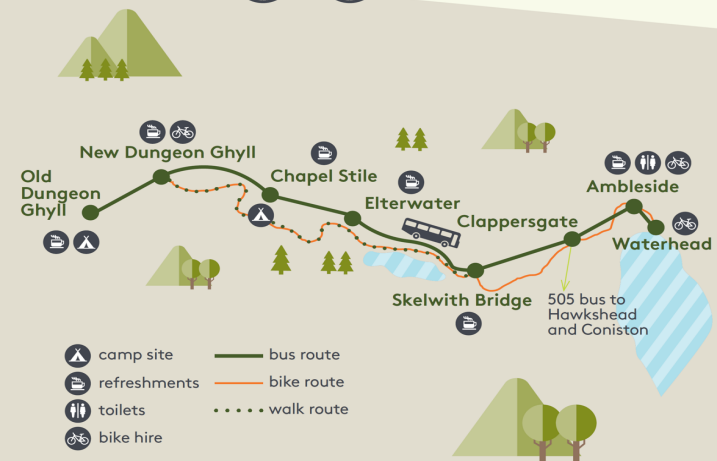 New Dungeon Ghyll
Old
Dungeon
Ghyll
Chapel Stile
Elterwater
Clappersgate
Ambleside
Waterhead
Skelwith Bridge
505 bus to
Hawkshead
and Coniston
camp site
refreshments
toilets
bike hire
bus route
bike route
walk route